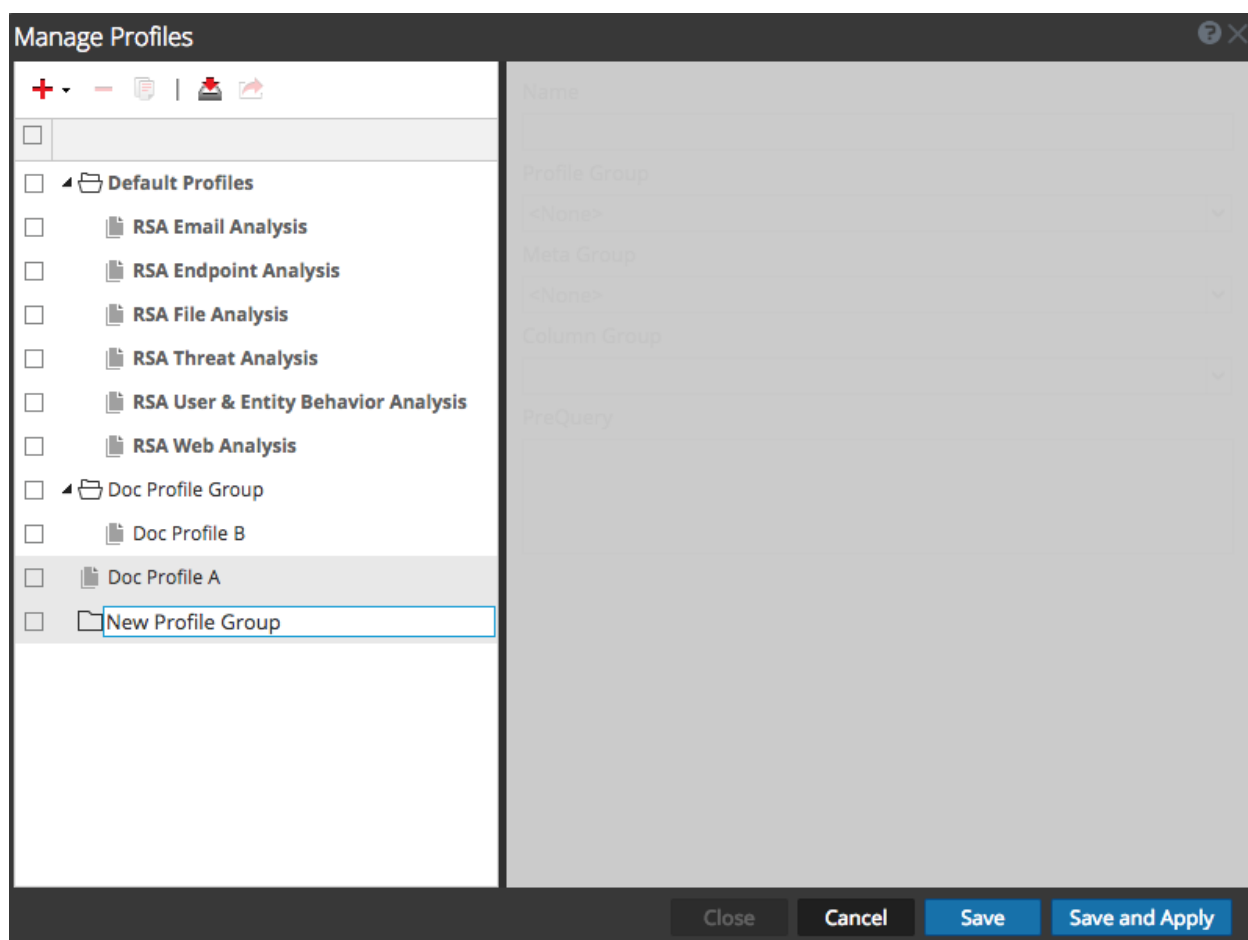 Manage Profiles
Name
Profile Group
<None>
Meta Group
<None>
Column Group
PreQuery
Default Profiles
RSA Email Analysis
RSA Endpoint Analysis
RSA File Analysis
RSA Threat Analysis
RSA User & Entity Behavior Analysis
RSA Web Analysis
Doc Profile Group
Doc Profile B
Doc Profile A
New Profile Group
Close Cancel Save Save and Apply